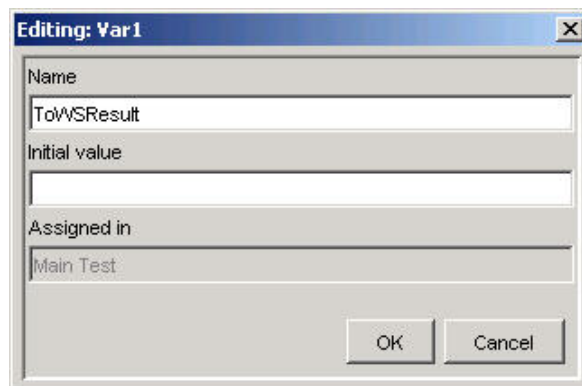 Editing: Var1
Name
ToWSResult
Initial value
Assigned in
Main Test
OK Cancel